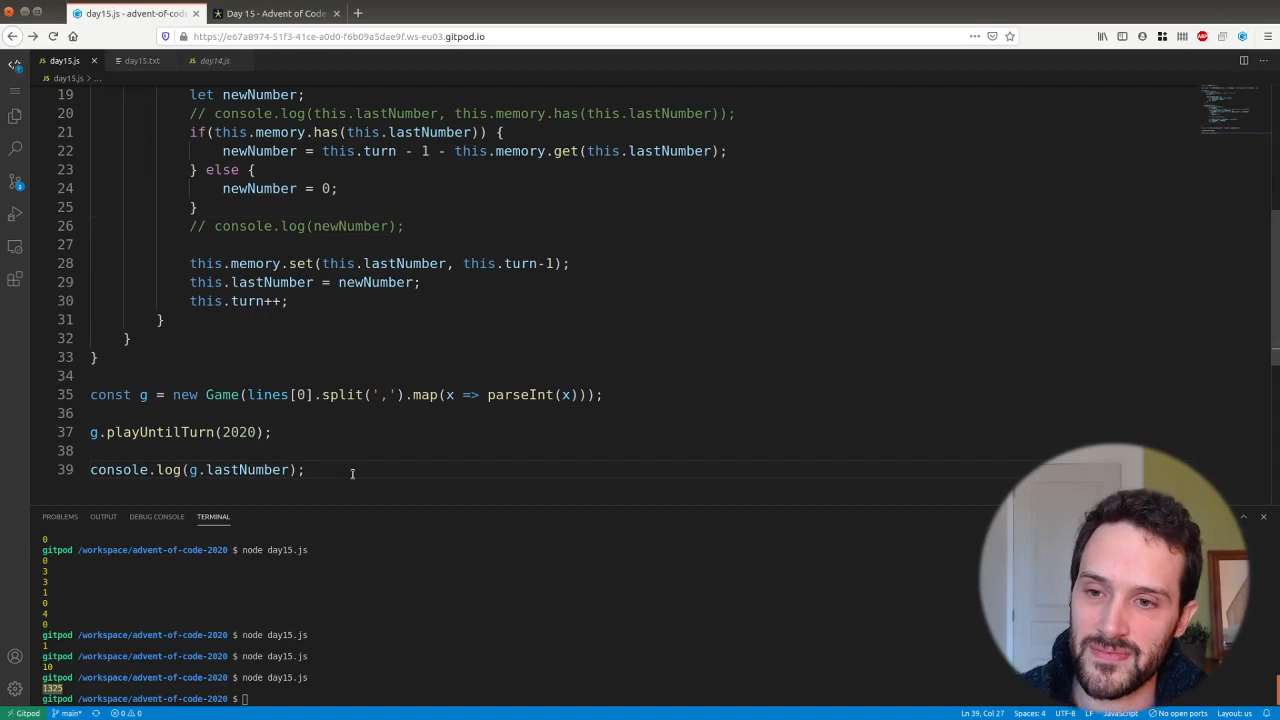 day15.js - advent-of-code
Day 15 - Advent of Code
https://e67a8974-51f3-41ce-a0d0-f6b09a5dae9f.ws-eu03.gitpod.io
day15.js
day15.txt
day14.js
day15.js > ...
19 let newNumber;
20 // console.log(this.lastNumber, this.memory.has(this.lastNumber));
21 if(this.memory.has(this.lastNumber)) {
22 newNumber = this.turn - 1 - this.memory.get(this.lastNumber);
23 } else {
24 newNumber = 0;
25 }
26 // console.log(newNumber);
27
28 this.memory.set(this.lastNumber, this.turn-1);
29 this.lastNumber = newNumber;
30 this.turn++;
31 }
32 }
33 }
34
35 const g = new Game(lines[0].split(',').map(x => parseInt(x)));
36
37 g.playUntilTurn(2020);
38
39 console.log(g.lastNumber);
PROBLEMS OUTPUT DEBUG CONSOLE TERMINAL
0
gitpod /workspace/advent-of-code-2020 $ node day15.js
0
3
3
1
0
4
0
gitpod /workspace/advent-of-code-2020 $ node day15.js
1
gitpod /workspace/advent-of-code-2020 $ node day15.js
10
gitpod /workspace/advent-of-code-2020 $ node day15.js
1325
gitpod /workspace/advent-of-code-2020 $
Gitpod main* 0 0 Ln 39, Col 27 Spaces: 4 UTF-8 LF JavaScript No open ports Layout: us